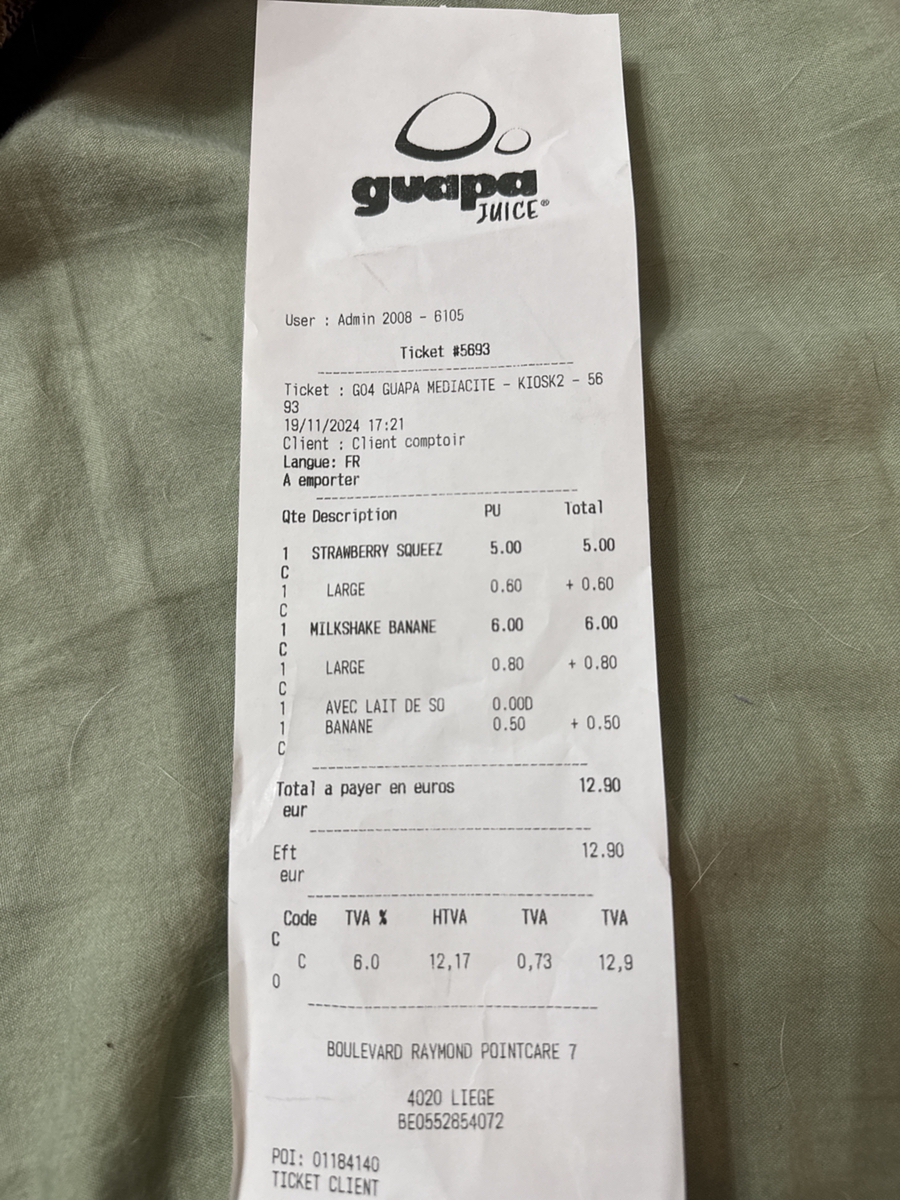 guapa
JUICE®
User : Admin 2008 - 6105
Ticket #5693
Ticket : GO4 GUAPA MEDIACITE - KIOSK2 - 56
93
19/11/2024 17:21
Client : Client comptoir
Langue: FR
A emporter
Qte Description PU Total
1 STRAWBERRY SQUEEZ 5.00 5.00
C
1 LARGE 0.60 + 0.60
C
1 MILKSHAKE BANANE 6.00 6.00
C
1 LARGE 0.80 + 0.80
C
1 AVEC LAIT DE SO 0.00D
1 BANANE 0.50 + 0.50
C
Total a payer en euros 12.90
eur
Eft 12.90
eur
Code TVA % HTVA TVA TVA
C
C 6.0 12,17 0,73 12,9
0
BOULEVARD RAYMOND POINTCARE 7
4020 LIEGE
BE0552854072
POI: 01184140
TICKET CLIENT